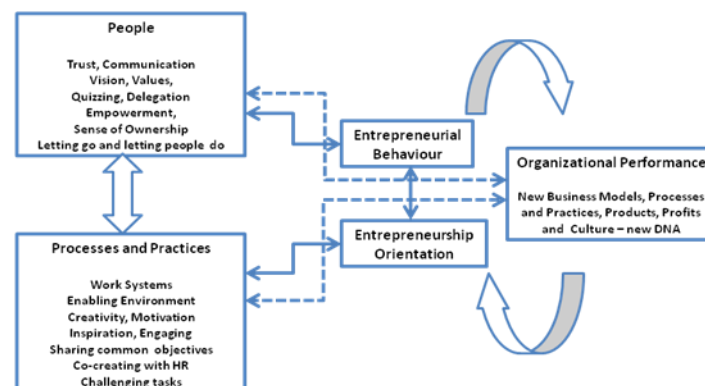 People
Trust, Communication
Vision, Values,
Quizzing, Delegation
Empowerment,
Sense of Ownership
Letting go and letting people do
Entrepreneurial
Behaviour
Organizational Performance
New Business Models, Processes
and Practices, Products, Profits
and Culture – new DNA
Entrepreneurship
Orientation
Processes and Practices
Work Systems
Enabling Environment
Creativity, Motivation
Inspiration, Engaging
Sharing common objectives
Co-creating with HR
Challenging tasks